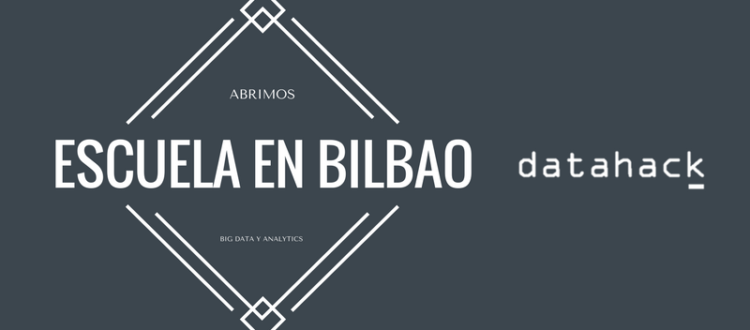 ABRIMOS
ESCUELA EN BILBAO
BIG DATA Y ANALYTICS
datahack